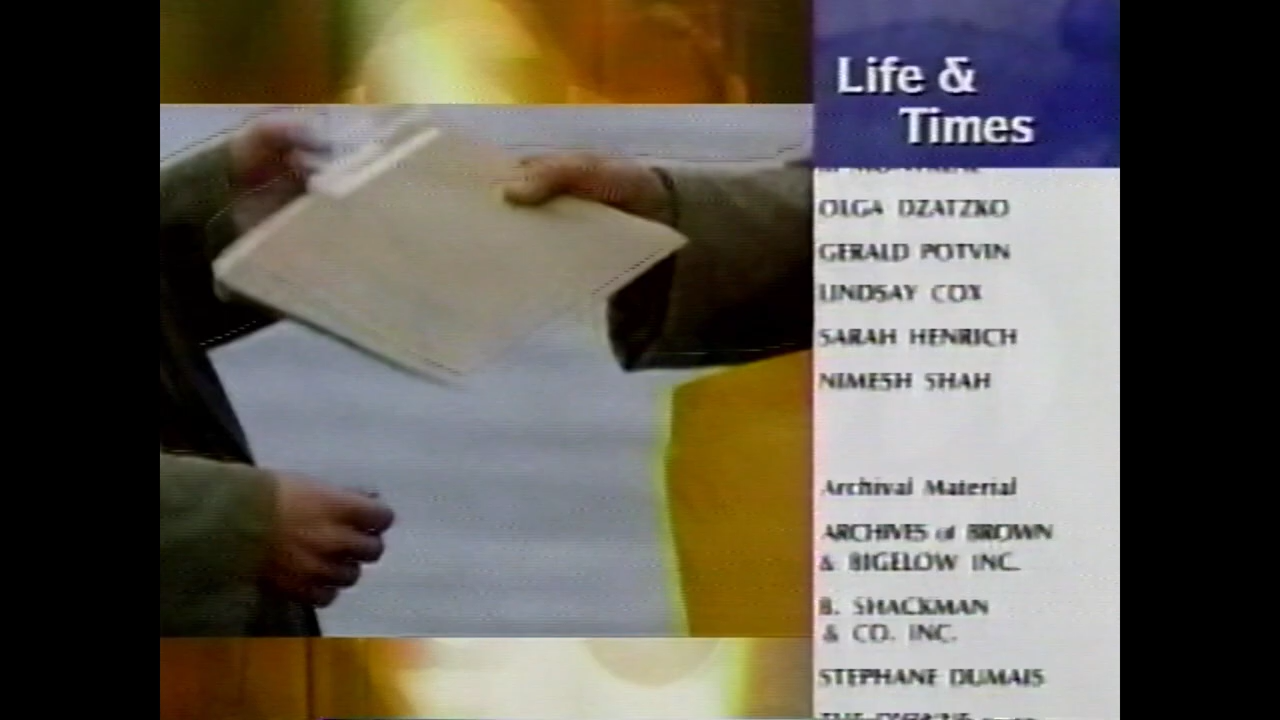 Life &
Times
OLGA DZATZKO
GERALD POTVIN
LINDSAY COX
SARAH HENRICH
NIMESH SHAH
Archival Material
ARCHIVES of BROWN
& BIGELOW INC.
B. SHACKMAN
& CO. INC.
STEPHANE DUMAIS